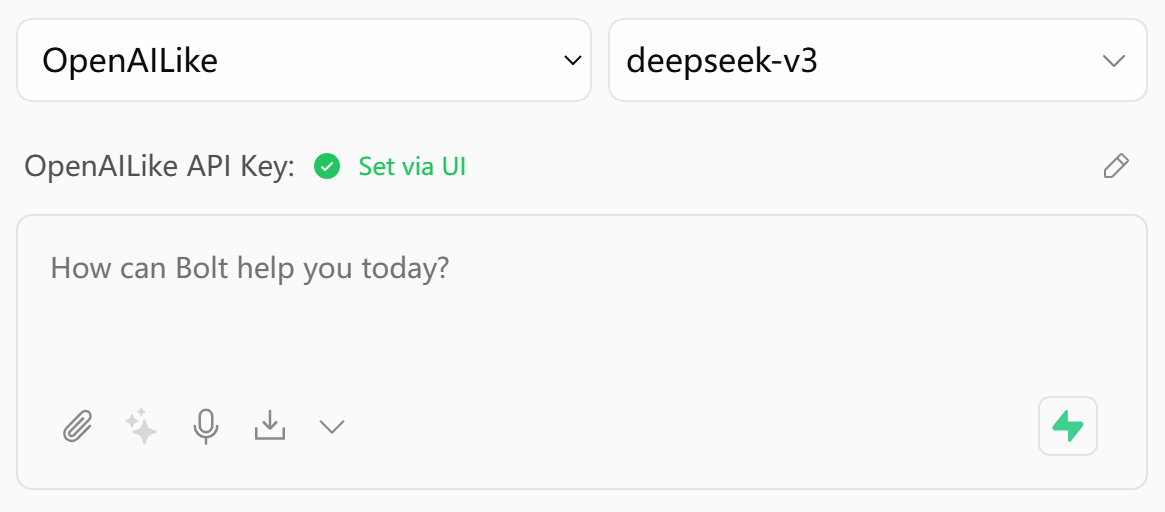 OpenAILike
deepseek-v3
OpenAILike API Key: Set via UI
How can Bolt help you today?